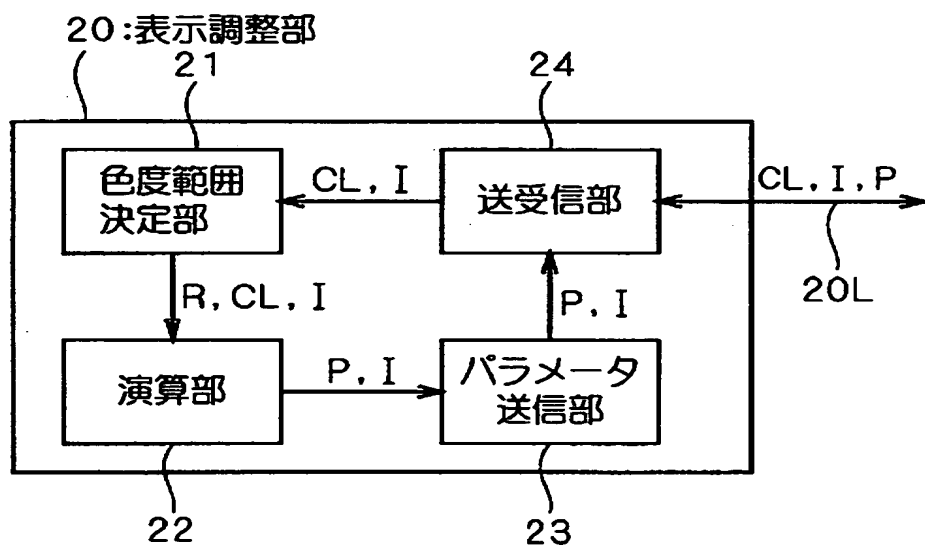 20:表示調整部
21
24
色度範囲
決定部
CL, I
送受信部
CL, I, P
20L
R, CL, I
P, I
演算部
P, I
パラメータ
送信部
22
23